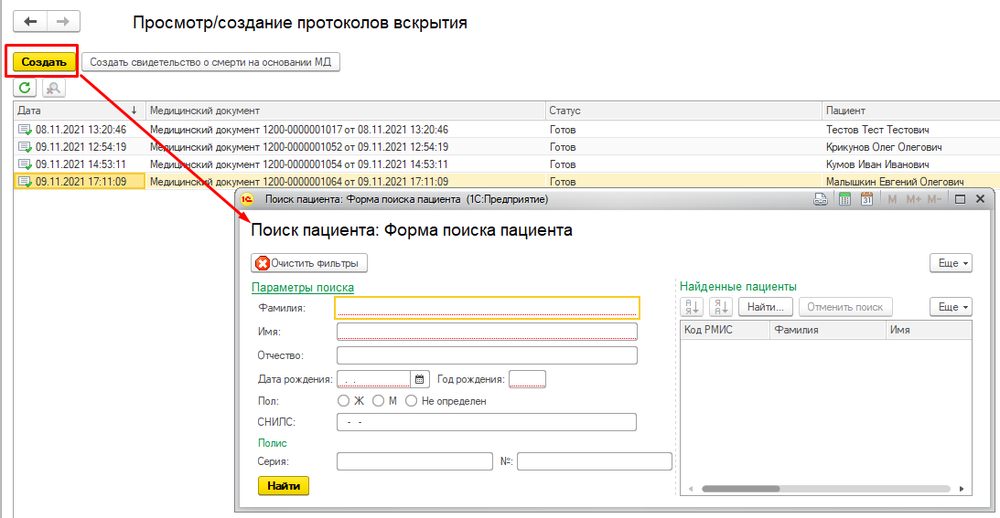 Просмотр/создание протоколов вскрытия
Создать
Создать свидетельство о смерти на основании МД
Дата ↓ Медицинский документ Статус Пациент
08.11.2021 13:20:46 Медицинский документ 1200-0000001017 от 08.11.2021 13:20:46 Готов Тестов Тест Тестович
09.11.2021 12:54:19 Медицинский документ 1200-0000001052 от 09.11.2021 12:54:19 Готов Крикунов Олег Олегович
09.11.2021 14:53:11 Медицинский документ 1200-0000001054 от 09.11.2021 14:53:11 Готов Кумов Иван Иванович
09.11.2021 17:11:09 Медицинский документ 1200-0000001064 от 09.11.2021 17:11:09 Готов Малышкин Евгений Олегович
1С Поиск пациента: Форма поиска пациента (1С:Предприятие) 31 M M+ M-
Поиск пациента: Форма поиска пациента
Очистить фильтры Еще
Параметры поиска
Фамилия:
Имя:
Отчество:
Дата рождения: . . Год рождения:
Пол: Ж М Не определен
СНИЛС: - -
Полис
Серия: №:
Найти
Найденные пациенты
А Я↓ Я А↓ Найти... Отменить поиск Еще
Код РМИС Фамилия Имя